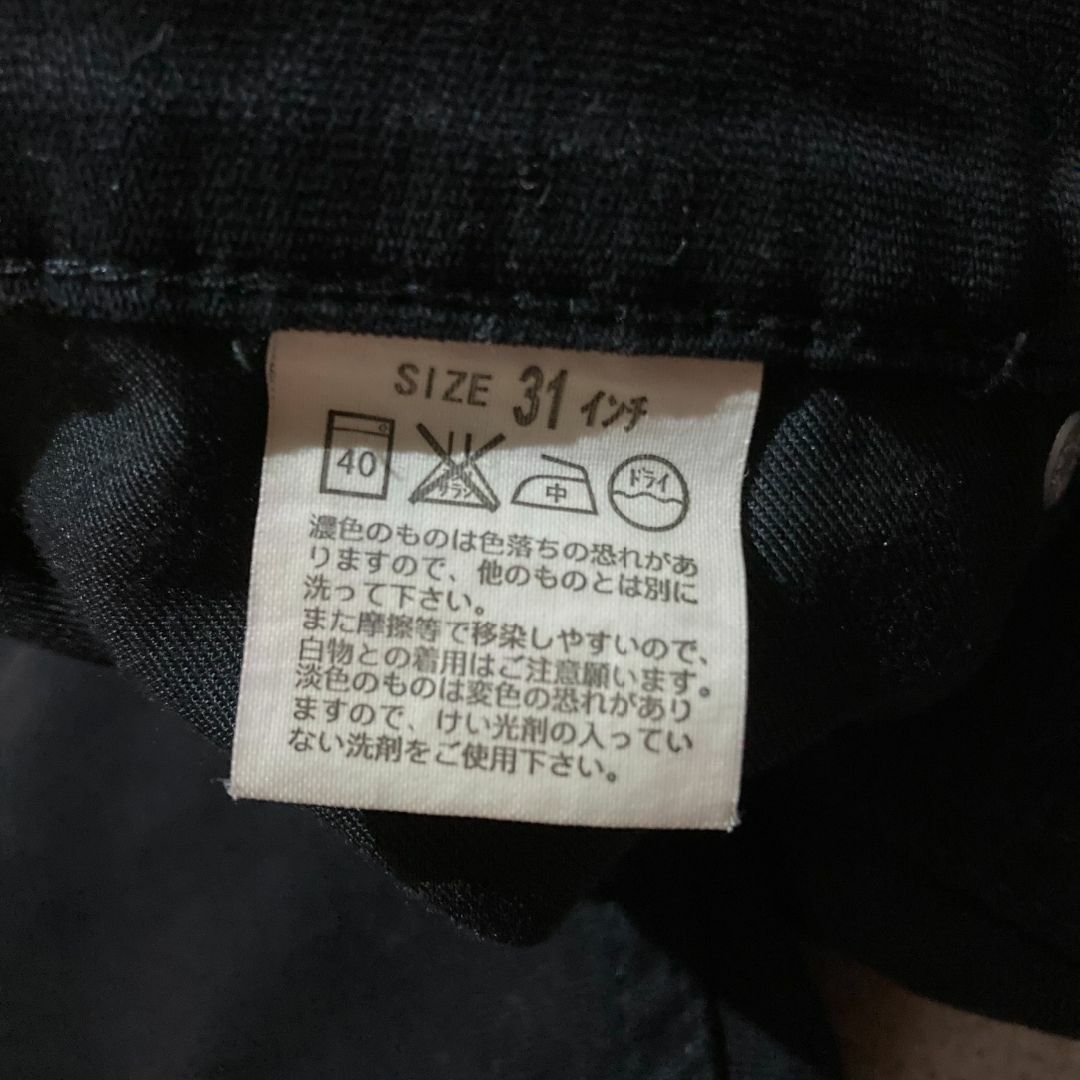 SIZE 31 インチ
40 サラシ 中 ドライ
濃色のものは色落ちの恐れがあ
りますので、他のものとは別に
洗って下さい。
また摩擦等で移染しやすいので、
白物との着用はご注意願います。
淡色のものは変色の恐れがあり
ますので、けい光剤の入ってい
ない洗剤をご使用下さい。